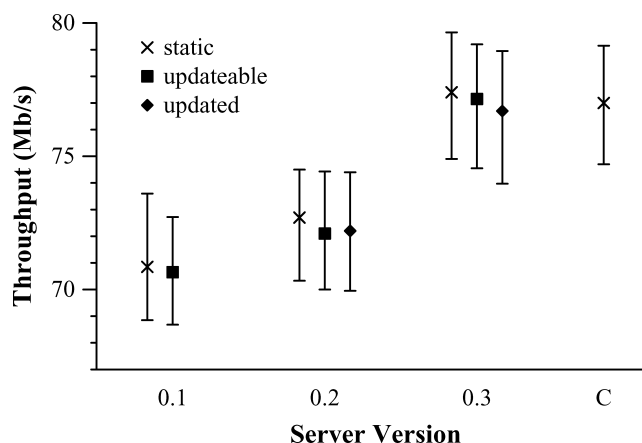 80
75
70
Throughput (Mb/s)
static
updateable
updated
0.1
0.2
0.3
C
Server Version